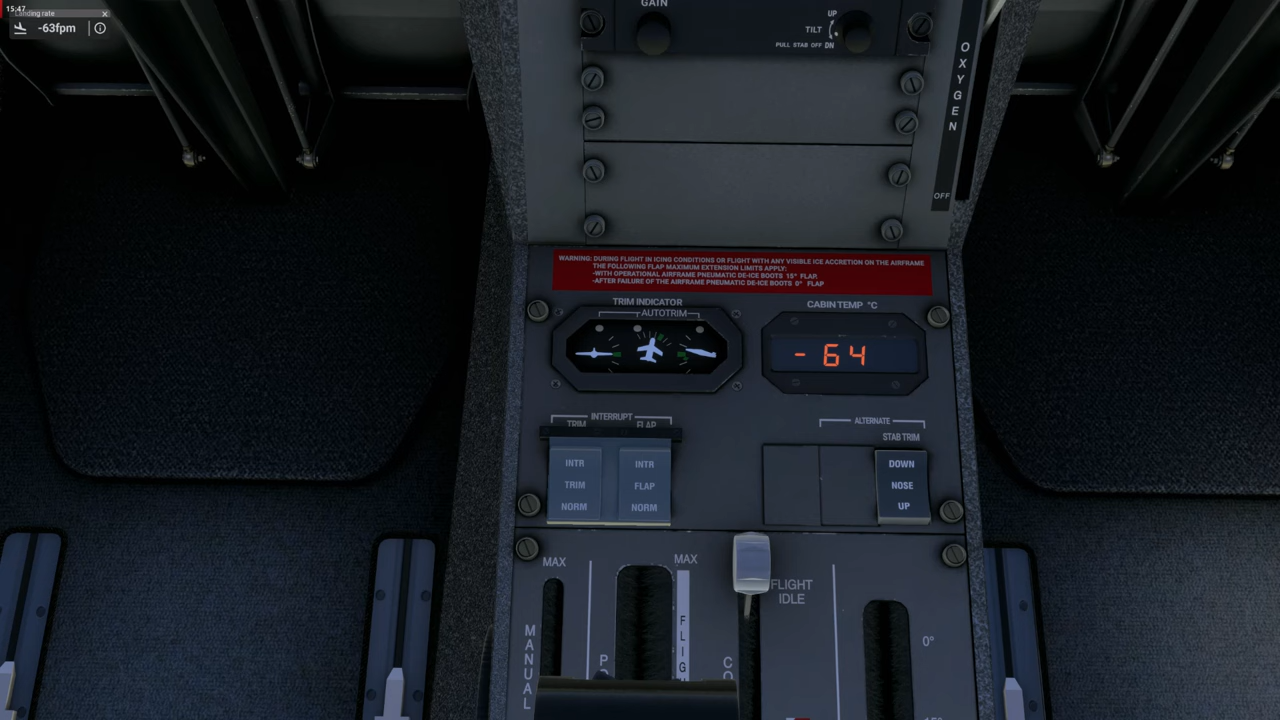 15:47
Landing rate
-63fpm
GAIN
UP
TILT
PULL STAB OFF DN
OXYGEN
OFF
WARNING: DURING FLIGHT IN ICING CONDITIONS OR FLIGHT WITH ANY VISIBLE ICE ACCRETION ON THE AIRFRAME
THE FOLLOWING FLAP MAXIMUM EXTENSION LIMITS APPLY:
-WITH OPERATIONAL AIRFRAME PNEUMATIC DE-ICE BOOTS 15° FLAP.
-AFTER FAILURE OF THE AIRFRAME PNEUMATIC DE-ICE BOOTS 0° FLAP
TRIM INDICATOR
AUTOTRIM
CABIN TEMP °C
- 64
INTERRUPT
TRIM FLAP
ALTERNATE
STAB TRIM
INTR
TRIM
NORM
INTR
FLAP
NORM
DOWN
NOSE
UP
MAX
MAX
FLIGHT
IDLE
MANUAL
0°